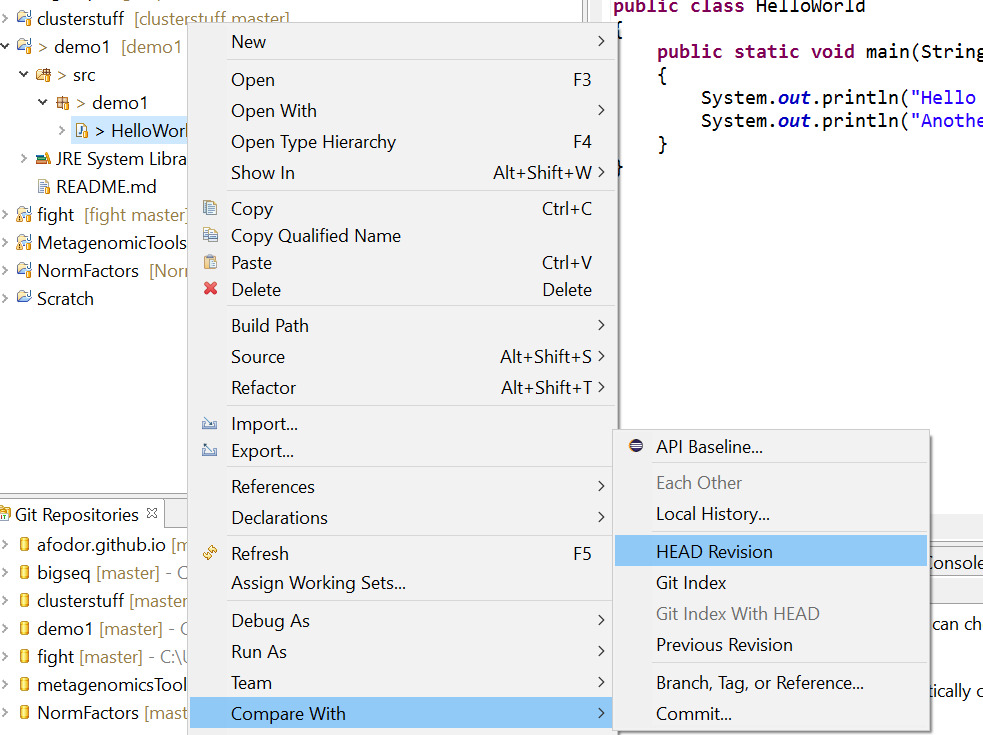 clusterstuff [clusterstuff master]
> demo1 [demo1
> src
> demo1
> HelloWorl
JRE System Libra
README.md
fight [fight master]
MetagenomicTools
NormFactors [Nor
Scratch
Git Repositories
afodor.github.io [m
bigseq [master] - C
clusterstuff [master
demo1 [master] - C
fight [master] - C:\U
metagenomicsTool
NormFactors [mast
New
Open F3
Open With
Open Type Hierarchy F4
Show In Alt+Shift+W
Copy Ctrl+C
Copy Qualified Name
Paste Ctrl+V
Delete Delete
Build Path
Source Alt+Shift+S
Refactor Alt+Shift+T
Import...
Export...
References
Declarations
Refresh F5
Assign Working Sets...
Debug As
Run As
Team
Compare With
API Baseline...
Each Other
Local History...
HEAD Revision
Git Index
Git Index With HEAD
Previous Revision
Branch, Tag, or Reference...
Commit...
public class HelloWorld
{
public static void main(String
{
System.out.println("Hello
System.out.println("Anothe
}
}
Console
can ch
tically c